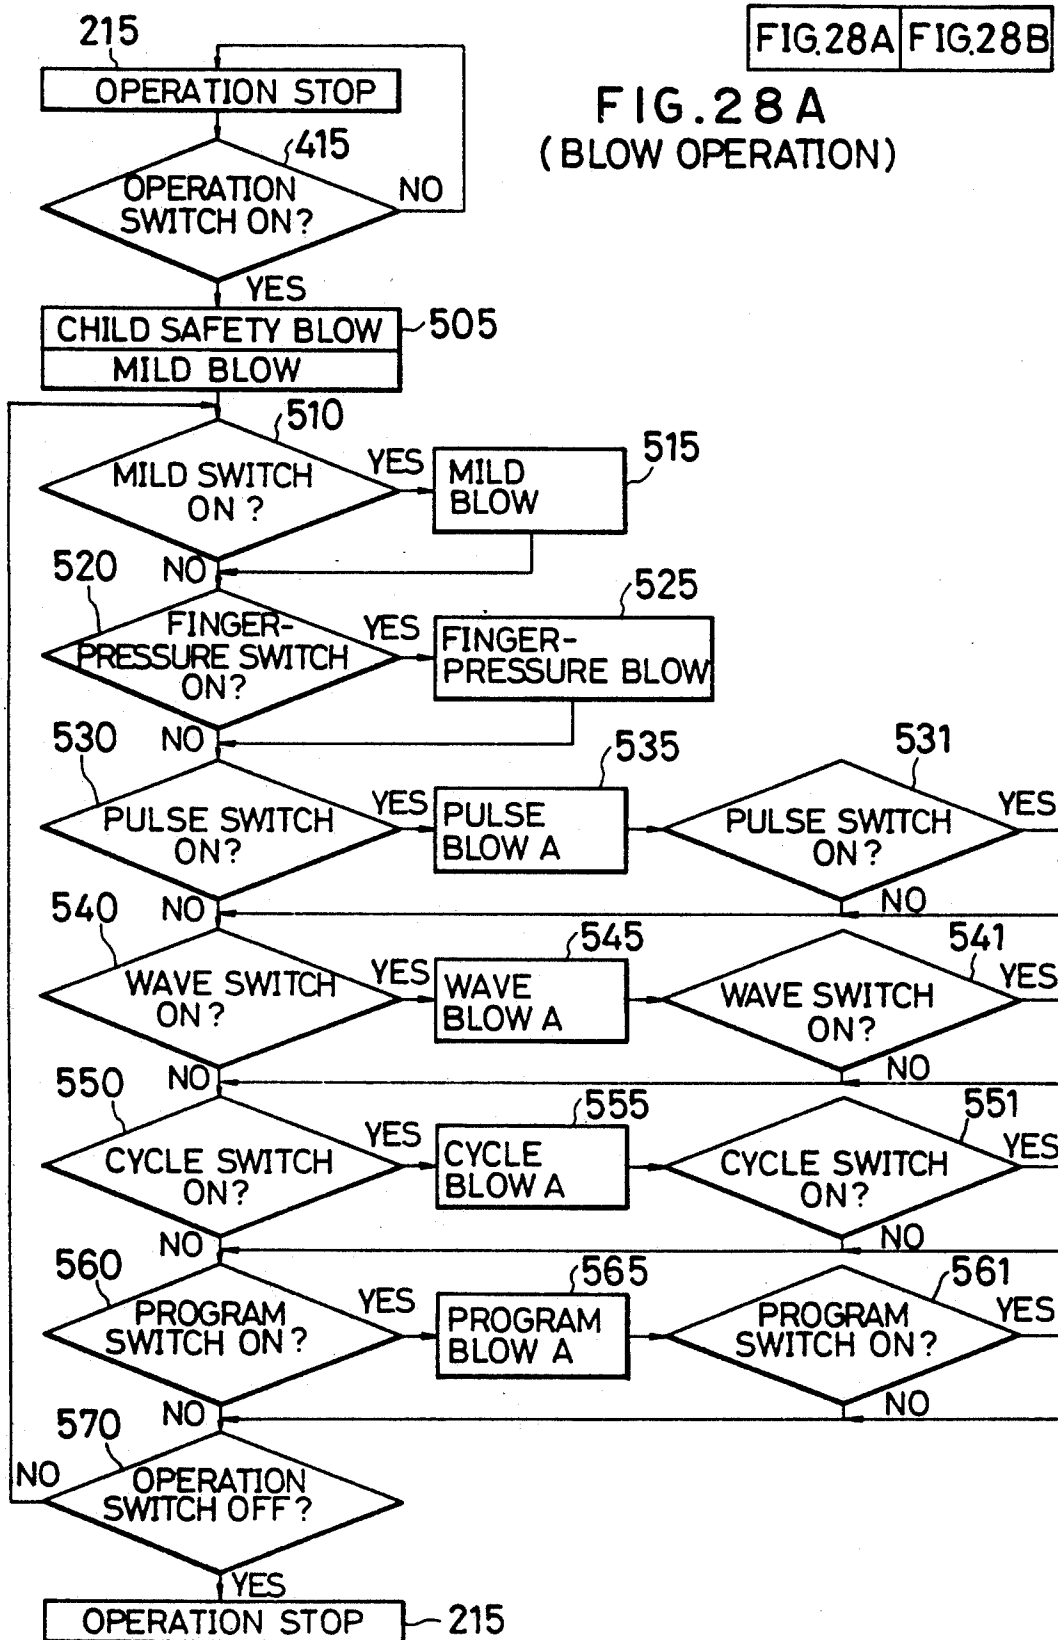 215
FIG.28A FIG.28B
OPERATION STOP
FIG.28A
(BLOW OPERATION)
415
OPERATION
SWITCH ON?
NO
YES
CHILD SAFETY BLOW
505
MILD BLOW
510
MILD SWITCH
ON?
YES
MILD
BLOW
515
NO
520
FINGER-
PRESSURE SWITCH
ON?
YES
FINGER-
PRESSURE BLOW
525
NO
530
PULSE SWITCH
ON?
YES
PULSE
BLOW A
535
PULSE SWITCH
ON?
531
YES
NO
NO
540
WAVE SWITCH
ON?
YES
WAVE
BLOW A
545
WAVE SWITCH
ON?
541
YES
NO
NO
550
CYCLE SWITCH
ON?
YES
CYCLE
BLOW A
555
CYCLE SWITCH
ON?
551
YES
NO
NO
560
PROGRAM
SWITCH ON?
YES
PROGRAM
BLOW A
565
PROGRAM
SWITCH ON?
561
YES
NO
NO
570
OPERATION
SWITCH OFF?
NO
YES
OPERATION STOP
215